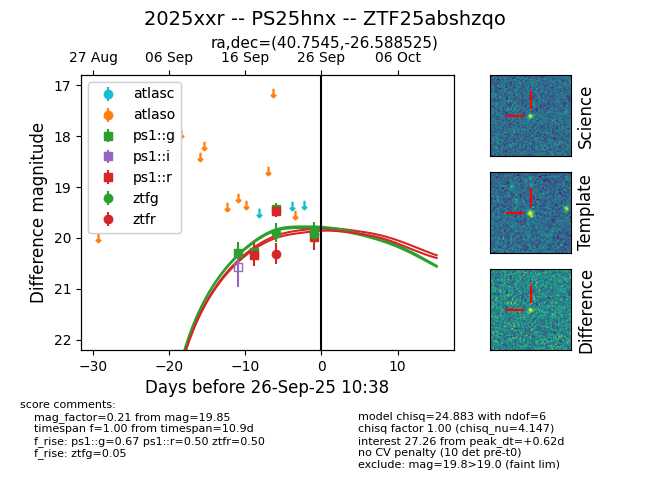 2025xxr -- PS25hnx -- ZTF25abshzqo
ra,dec=(40.7545,-26.588525)
27 Aug 06 Sep 16 Sep 26 Sep 06 Oct
17
18
19
20
21
22
Difference magnitude
atlasc
atlaso
ps1::g
ps1::i
ps1::r
ztfg
ztfr
−30 −20 −10 0 10
Days before 26-Sep-25 10:38
Science
Template
Difference
score comments:
mag_factor=0.21 from mag=19.85
timespan f=1.00 from timespan=10.9d
f_rise: ps1::g=0.67 ps1::r=0.50 ztfr=0.50
f_rise: ztfg=0.05
model chisq=24.883 with ndof=6
chisq factor 1.00 (chisq_nu=4.147)
interest 27.26 from peak_dt=+0.62d
no CV penalty (10 det pre-t0)
exclude: mag=19.8>19.0 (faint lim)